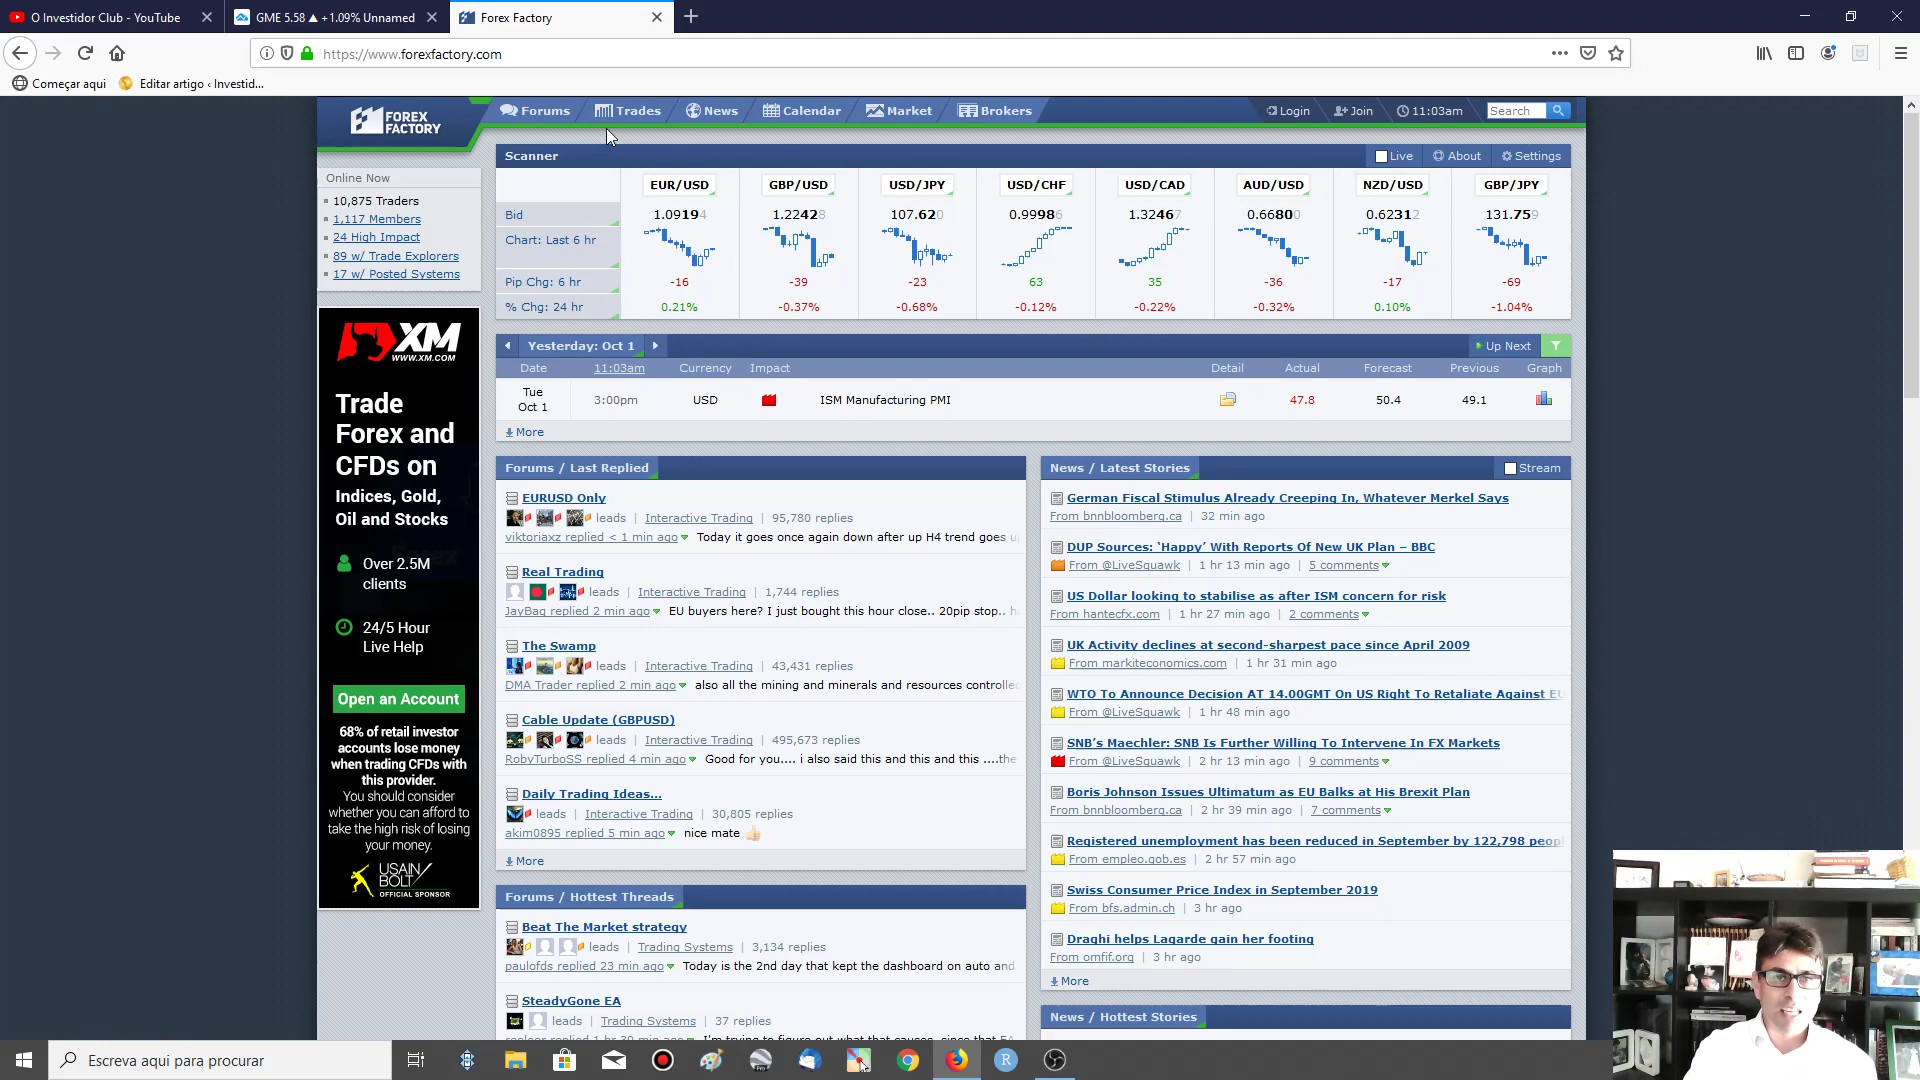 O Investidor Club - YouTube
GME 5.58 ▲ +1.09% Unnamed
Forex Factory
https://www.forexfactory.com
Começar aqui
Editar artigo ‹ Investid...
FOREX FACTORY
Forums
Trades
News
Calendar
Market
Brokers
Login
Join
11:03am
Search
Online Now
10,875 Traders
1,117 Members
24 High Impact
89 w/ Trade Explorers
17 w/ Posted Systems
Scanner
Live
About
Settings
EUR/USD GBP/USD USD/JPY USD/CHF USD/CAD AUD/USD NZD/USD GBP/JPY
Bid 1.09194 1.22428 107.620 0.99986 1.32467 0.66800 0.62312 131.759
Chart: Last 6 hr
Pip Chg: 6 hr -16 -39 -23 63 35 -36 -17 -69
% Chg: 24 hr 0.21% -0.37% -0.68% -0.12% -0.22% -0.32% 0.10% -1.04%
XM
WWW.XM.COM
Trade
Forex and
CFDs on
Indices, Gold,
Oil and Stocks
Over 2.5M
clients
24/5 Hour
Live Help
Open an Account
68% of retail investor
accounts lose money
when trading CFDs with
this provider.
You should consider
whether you can afford to
take the high risk of losing
your money.
USAIN
BOLT
OFFICIAL SPONSOR
Yesterday: Oct 1
Up Next
Date 11:03am Currency Impact Detail Actual Forecast Previous Graph
Tue
Oct 1 3:00pm USD ISM Manufacturing PMI 47.8 50.4 49.1
More
Forums / Last Replied
EURUSD Only
leads | Interactive Trading | 95,780 replies
viktoriaxz replied < 1 min ago Today it goes once again down after up H4 trend goes
Real Trading
leads | Interactive Trading | 1,744 replies
JayBag replied 2 min ago EU buyers here? I just bought this hour close.. 20pip stop..
The Swamp
leads | Interactive Trading | 43,431 replies
DMA Trader replied 2 min ago also all the mining and minerals and resources controlle
Cable Update (GBPUSD)
leads | Interactive Trading | 495,673 replies
RobyTurboSS replied 4 min ago Good for you.... i also said this and this and this ....the
Daily Trading Ideas...
leads | Interactive Trading | 30,805 replies
akim0895 replied 5 min ago nice mate
More
Forums / Hottest Threads
Beat The Market strategy
leads | Trading Systems | 3,134 replies
paulofds replied 23 min ago Today is the 2nd day that kept the dashboard on auto and
SteadyGone EA
leads | Trading Systems | 37 replies
News / Latest Stories
Stream
German Fiscal Stimulus Already Creeping In, Whatever Merkel Says
From bnnbloomberg.ca | 32 min ago
DUP Sources: ‘Happy’ With Reports Of New UK Plan – BBC
From @LiveSquawk | 1 hr 13 min ago | 5 comments
US Dollar looking to stabilise as after ISM concern for risk
From hantecfx.com | 1 hr 27 min ago | 2 comments
UK Activity declines at second-sharpest pace since April 2009
From markiteconomics.com | 1 hr 31 min ago
WTO To Announce Decision AT 14.00GMT On US Right To Retaliate Against EU
From @LiveSquawk | 1 hr 48 min ago
SNB’s Maechler: SNB Is Further Willing To Intervene In FX Markets
From @LiveSquawk | 2 hr 13 min ago | 9 comments
Boris Johnson Issues Ultimatum as EU Balks at His Brexit Plan
From bnnbloomberg.ca | 2 hr 39 min ago | 7 comments
Registered unemployment has been reduced in September by 122,798 peop
From empleo.gob.es | 2 hr 57 min ago
Swiss Consumer Price Index in September 2019
From bfs.admin.ch | 3 hr ago
Draghi helps Lagarde gain her footing
From omfif.org | 3 hr ago
More
News / Hottest Stories
Escreva aqui para procurar